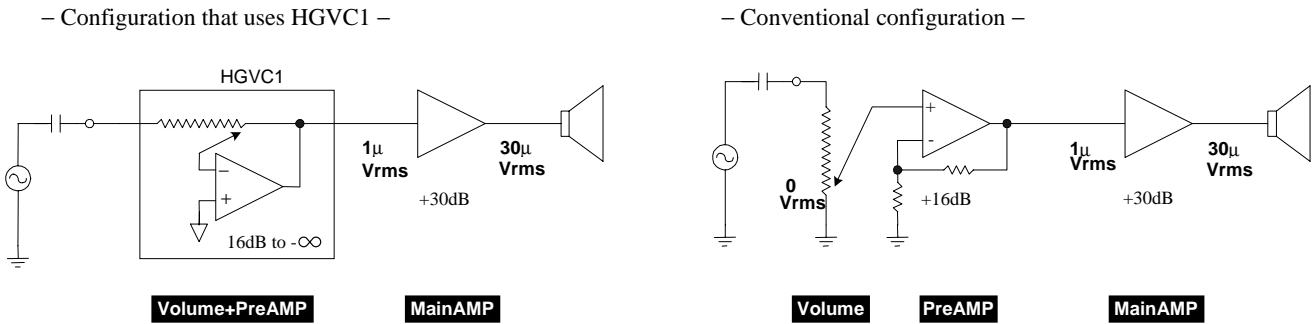 – Configuration that uses HGVC1 –
HGVC1
−
+
16dB to -∞
1μ
Vrms
30μ
Vrms
+30dB
Volume+PreAMP
MainAMP
– Conventional configuration –
0
Vrms
+
-
+16dB
1μ
Vrms
30μ
Vrms
+30dB
Volume
PreAMP
MainAMP